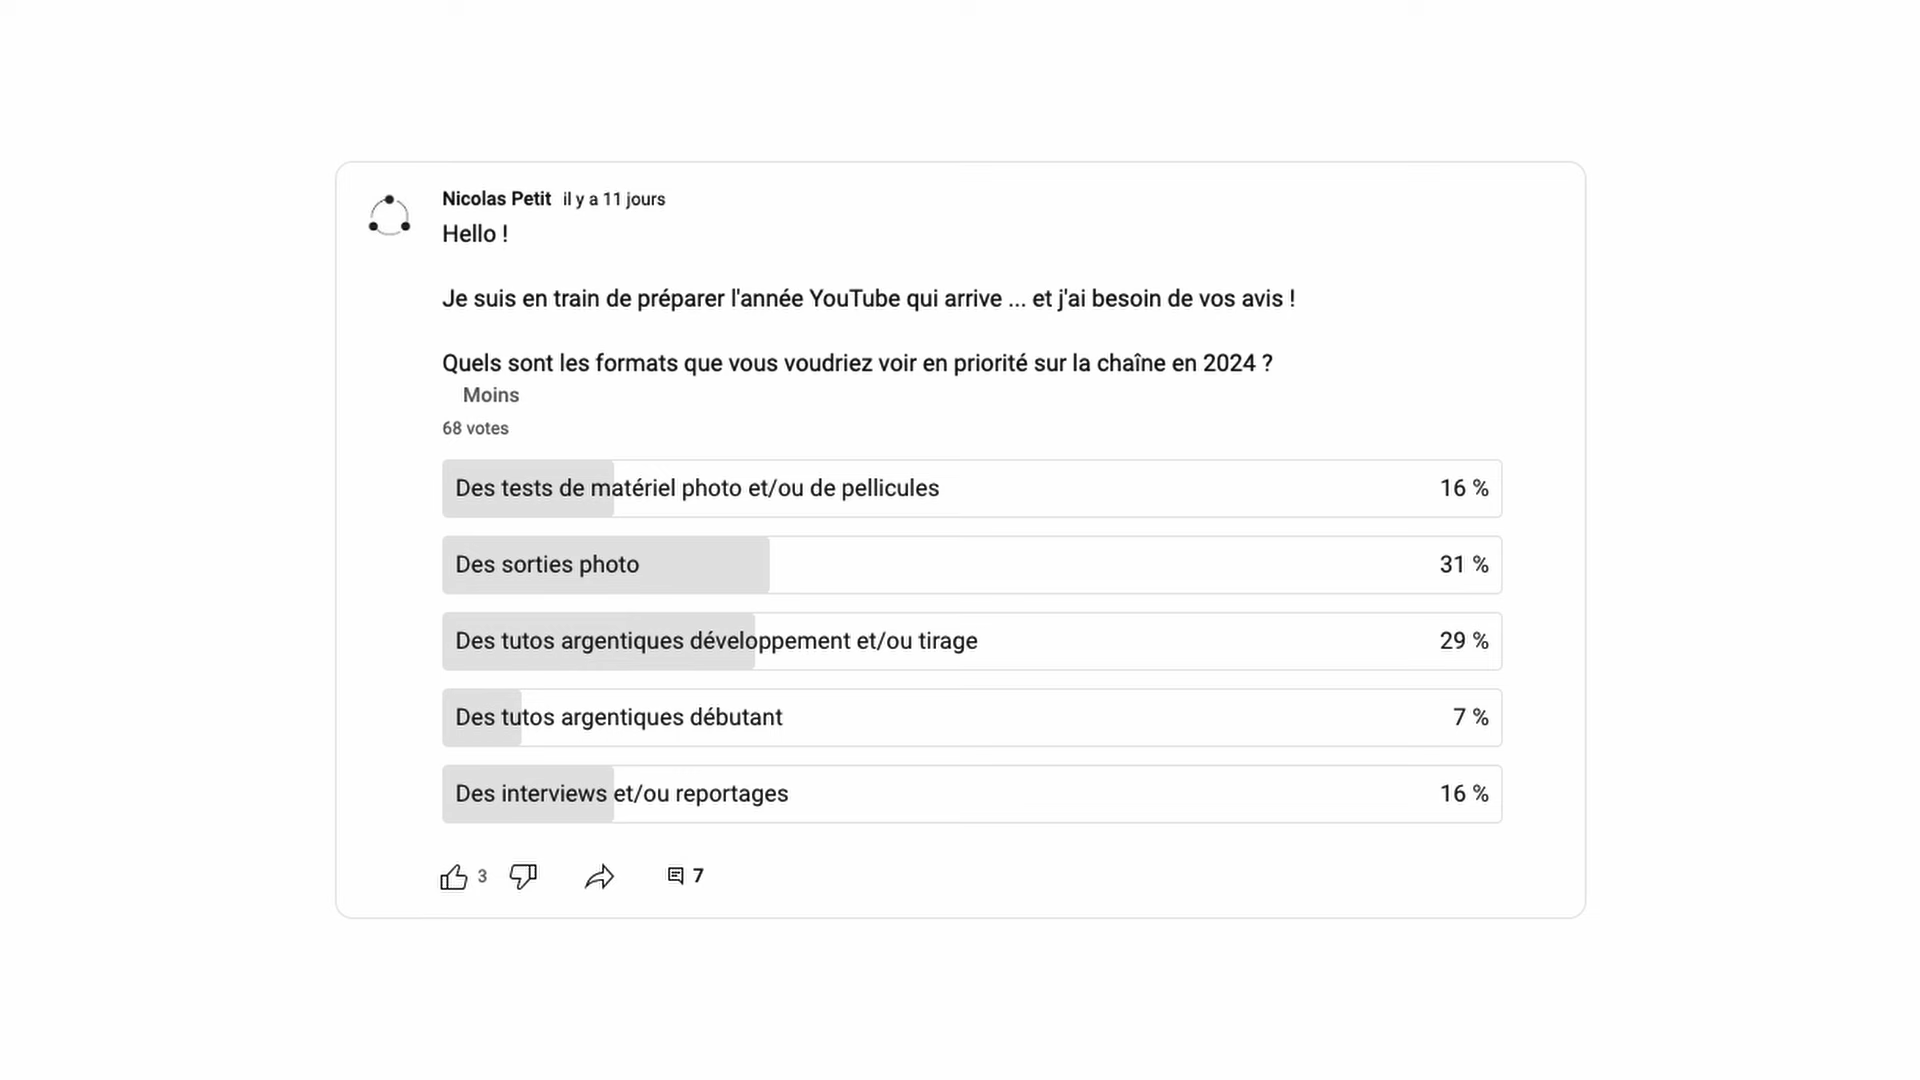 Nicolas Petit il y a 11 jours
Hello !
Je suis en train de préparer l'année YouTube qui arrive ... et j'ai besoin de vos avis !
Quels sont les formats que vous voudriez voir en priorité sur la chaîne en 2024 ?
Moins
68 votes
Des tests de matériel photo et/ou de pellicules 16 %
Des sorties photo 31 %
Des tutos argentiques développement et/ou tirage 29 %
Des tutos argentiques débutant 7 %
Des interviews et/ou reportages 16 %
3 7